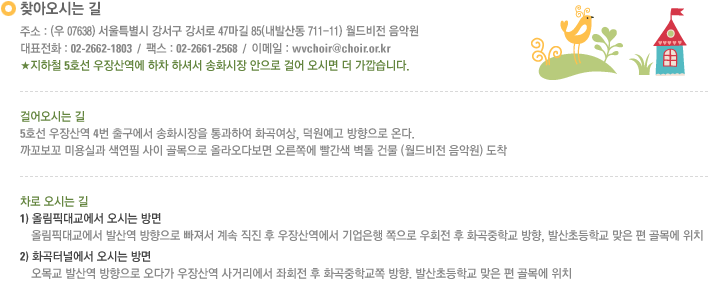 찾아오시는 길
주소 : (우 07638) 서울특별시 강서구 강서로 47마길 85(내발산동 711-11) 월드비전 음악원
대표전화 : 02-2662-1803 / 팩스 : 02-2661-2568 / 이메일 : wvchoir@choir.or.kr
★지하철 5호선 우장산역에 하차 하셔서 송화시장 안으로 걸어 오시면 더 가깝습니다.
걸어오시는 길
5호선 우장산역 4번 출구에서 송화시장을 통과하여 화곡여상, 덕원예고 방향으로 온다.
까꼬보꼬 미용실과 색연필 사이 골목으로 올라오다보면 오른쪽에 빨간색 벽돌 건물 (월드비전 음악원) 도착
차로 오시는 길
1) 올림픽대교에서 오시는 방면
올림픽대교에서 발산역 방향으로 빠져서 계속 직진 후 우장산역에서 기업은행 쪽으로 우회전 후 화곡중학교 방향, 발산초등학교 맞은 편 골목에 위치
2) 화곡터널에서 오시는 방면
오목교 발산역 방향으로 오다가 우장산역 사거리에서 좌회전 후 화곡중학교쪽 방향. 발산초등학교 맞은 편 골목에 위치